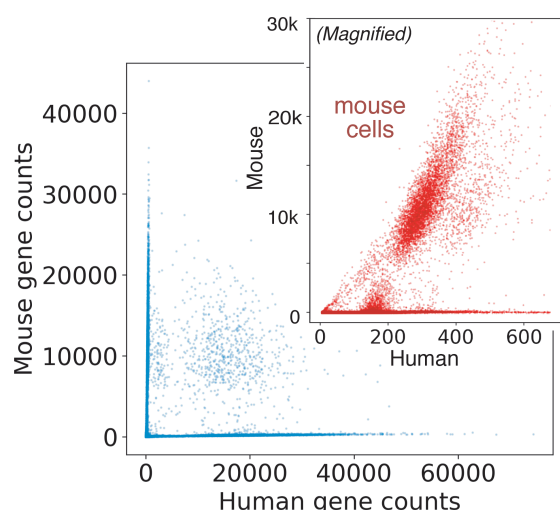 30k
(Magnified)
mouse
cells
20k
Mouse
10k
0
0
200
400
600
Human
40000
30000
20000
10000
0
Mouse gene counts
0
20000
40000
60000
Human gene counts